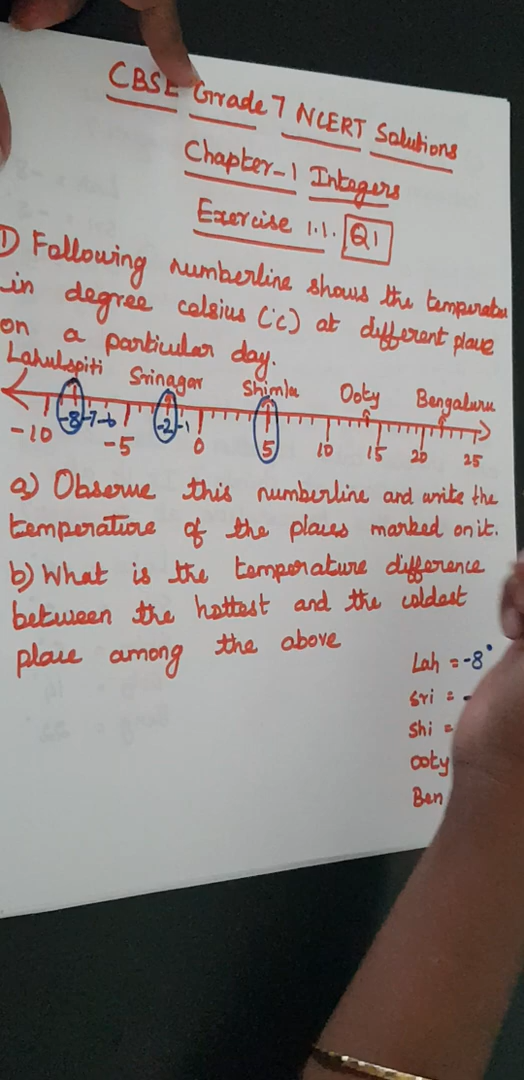 CBSE Grade 7 NCERT Solutions
Chapter-1 Integers
Exercise 1.1. Q1
1) Following numberline shows the temperatu
in degree celsius (°c) at different place
on a particular day.
Lahulspiti Srinagar Shimla Ooty Bengaluru
-8 -7 -6 -2 -1
-10 -5 0 5 10 15 20 25
a) Observe this numberline and write the
temperature of the places marked on it.
b) What is the temperature difference
between the hottest and the coldest
place among the above
Lah = -8°
Sri = -
Shi =
Ooty
Ben